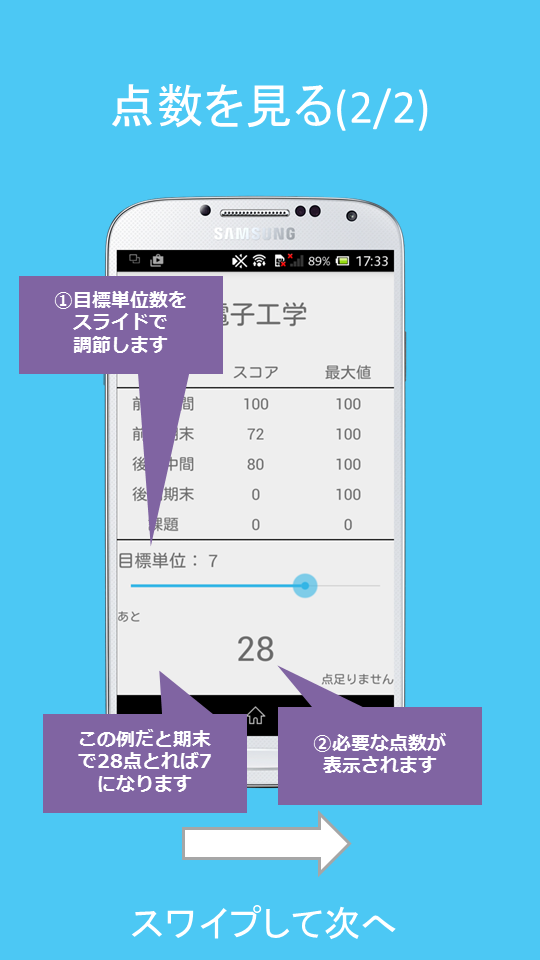 点数を見る(2/2)
SAMSUNG
89% 17:33
①目標単位数を
スライドで
調節します
電子工学
スコア 最大値
前 間 100 100
前 期末 72 100
後 中間 80 100
後 期末 0 100
課題 0 0
目標単位： 7
あと
28
点足りません
この例だと期末
で28点とれば7
になります
②必要な点数が
表示されます
スワイプして次へ